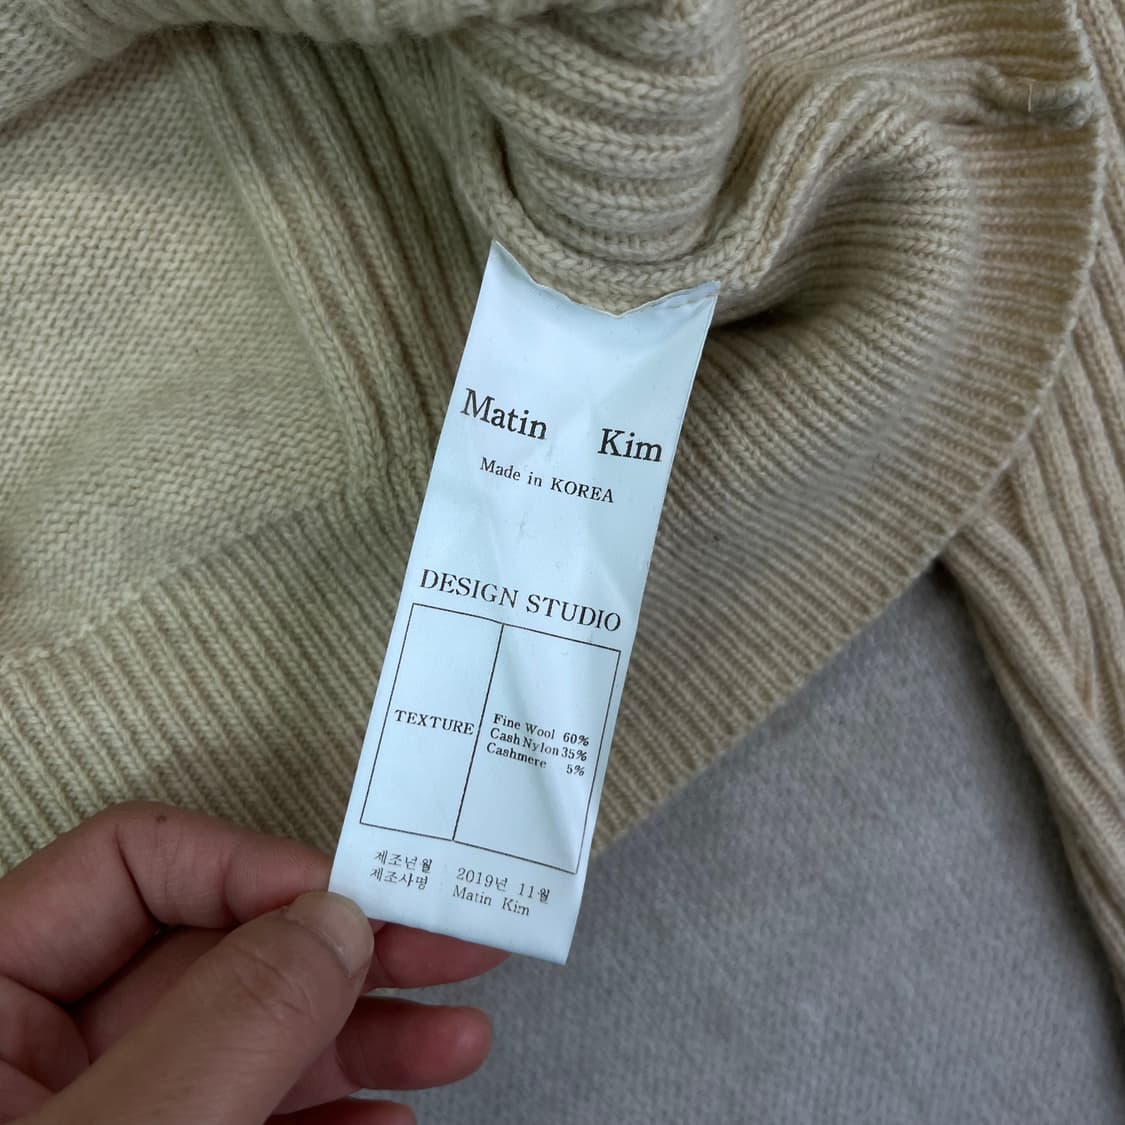 Matin Kim
Made in KOREA
DESIGN STUDIO
TEXTURE
Fine Wool 60%
Cash Nylon 35%
Cashmere 5%
제조년월 2019년 11월
제조사명 Matin Kim